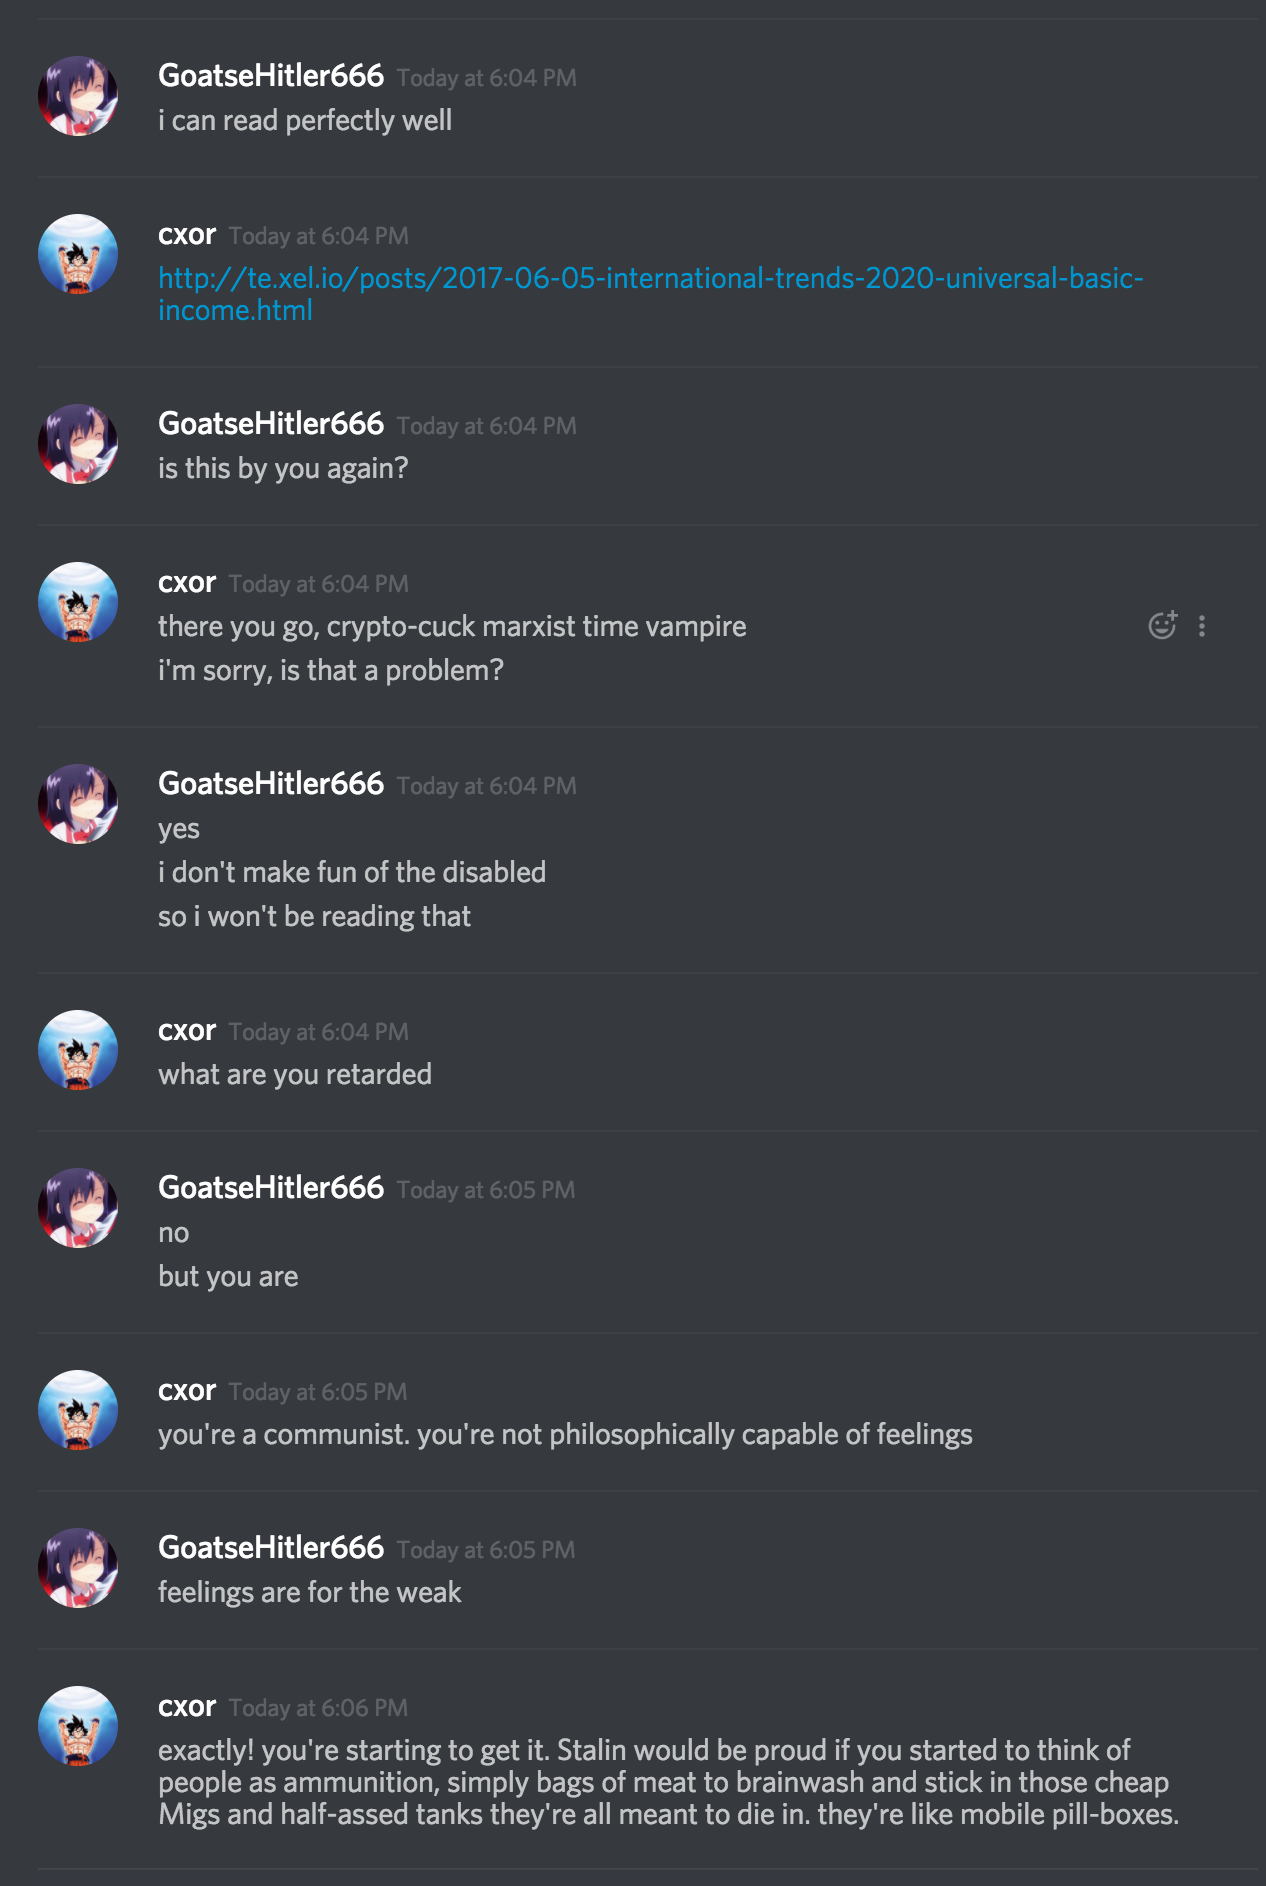 GoatseHitler666 Today at 6:04 PM
i can read perfectly well
cxor Today at 6:04 PM
http://te.xel.io/posts/2017-06-05-international-trends-2020-universal-basic-
income.html
GoatseHitler666 Today at 6:04 PM
is this by you again?
cxor Today at 6:04 PM
there you go, crypto-cuck marxist time vampire
i'm sorry, is that a problem?
GoatseHitler666 Today at 6:04 PM
yes
i don't make fun of the disabled
so i won't be reading that
cxor Today at 6:04 PM
what are you retarded
GoatseHitler666 Today at 6:05 PM
no
but you are
cxor Today at 6:05 PM
you're a communist. you're not philosophically capable of feelings
GoatseHitler666 Today at 6:05 PM
feelings are for the weak
cxor Today at 6:06 PM
exactly! you're starting to get it. Stalin would be proud if you started to think of
people as ammunition, simply bags of meat to brainwash and stick in those cheap
Migs and half-assed tanks they're all meant to die in. they're like mobile pill-boxes.